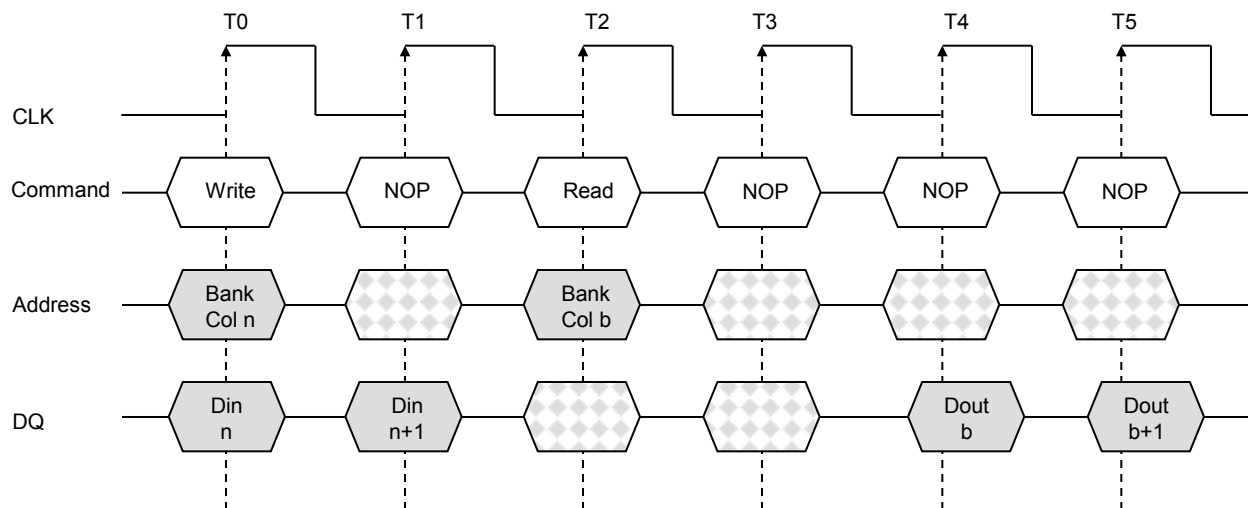 T0 T1 T2 T3 T4 T5
CLK
Command Write NOP Read NOP NOP NOP
Address Bank Col n Bank Col b
DQ Din n Din n+1 Dout b Dout b+1